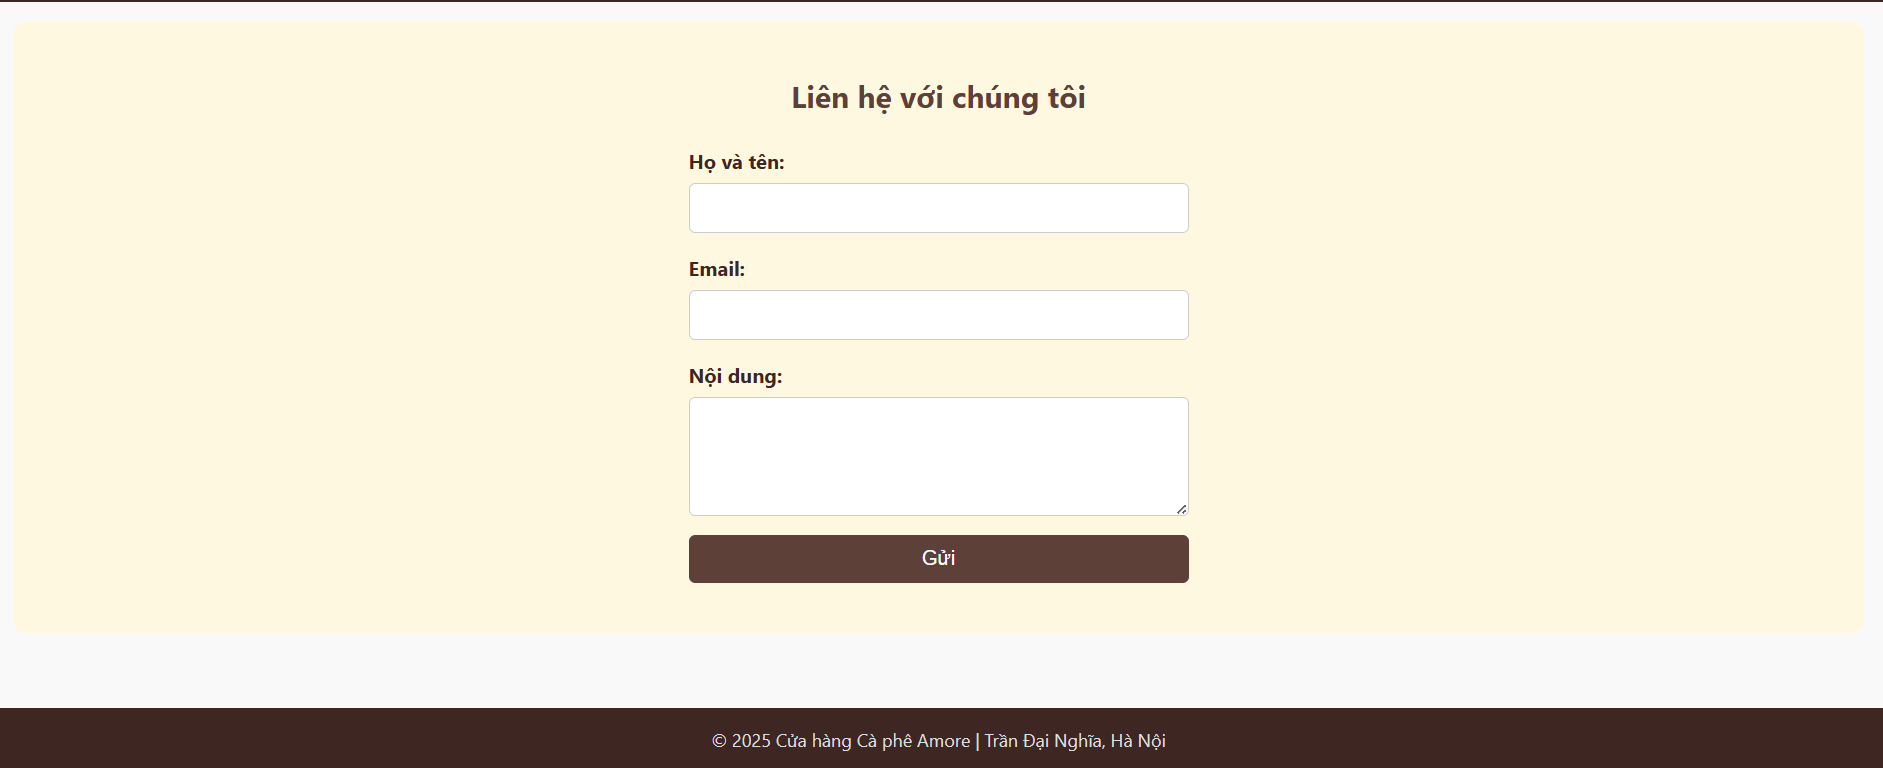 Liên hệ với chúng tôi
Họ và tên:
Email:
Nội dung:
Gửi
© 2025 Cửa hàng Cà phê Amore | Trần Đại Nghĩa, Hà Nội